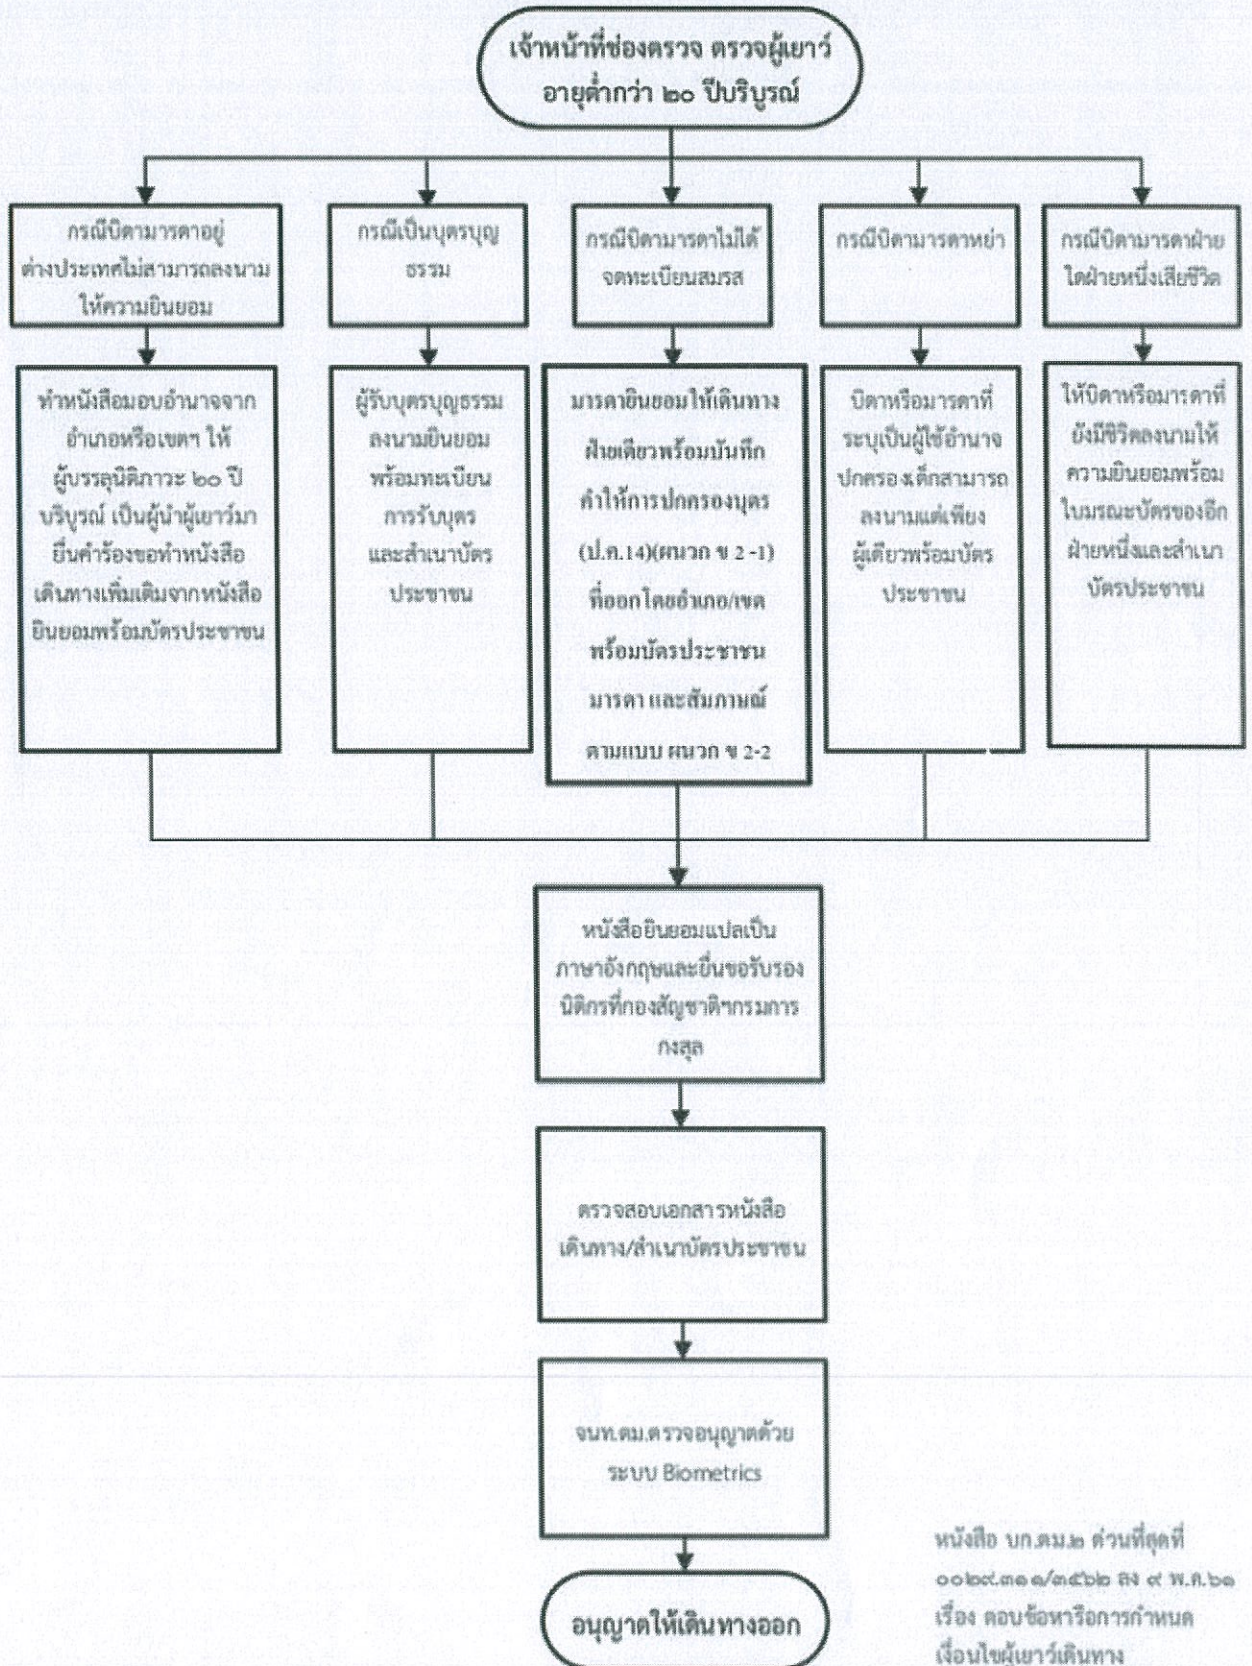 เจ้าหน้าที่ช่องตรวจ ตรวจผู้เยาว์
อายุต่ำกว่า ๒๐ ปีบริบูรณ์
กรณีบิดามารดาอยู่
ต่างประเทศไม่สามารถลงนาม
ให้ความยินยอม
กรณีเป็นบุตรบุญ
ธรรม
กรณีบิดามารดาไม่ได้
จดทะเบียนสมรส
กรณีบิดามารดาหย่า
กรณีบิดามารดาฝ่าย
ใดฝ่ายหนึ่งเสียชีวิต
ทำหนังสือมอบอำนาจจาก
อำเภอหรือเขตฯ ให้
ผู้บรรลุนิติภาวะ ๒๐ ปี
บริบูรณ์ เป็นผู้นำผู้เยาว์มา
ยื่นคำร้องขอทำหนังสือ
เดินทางเพิ่มเติมจากหนังสือ
ยินยอมพร้อมบัตรประชาชน
ผู้รับบุตรบุญธรรม
ลงนามยินยอม
พร้อมทะเบียน
การรับบุตร
และสำเนาบัตร
ประชาชน
มารดายินยอมให้เดินทาง
ฝ่ายเดียวพร้อมบันทึก
คำให้การปกครองบุตร
(ป.ค.14)(ผนวก ข 2 -1)
ที่ออกโดยอำเภอ/เขต
พร้อมบัตรประชาชน
มารดา และสัมภาษณ์
ตามแบบ ผนวก ข 2-2
บิดาหรือมารดาที่
ระบุเป็นผู้ใช้อำนาจ
ปกครองเด็กสามารถ
ลงนามแต่เพียง
ผู้เดียวพร้อมบัตร
ประชาชน
ให้บิดาหรือมารดาที่
ยังมีชีวิตลงนามให้
ความยินยอมพร้อม
ใบมรณะบัตรของอีก
ฝ่ายหนึ่งและสำเนา
บัตรประชาชน
หนังสือยินยอมแปลเป็น
ภาษาอังกฤษและยื่นขอรับรอง
นิติกรที่กองสัญชาติฯกรมการ
กงสุล
ตรวจสอบเอกสารหนังสือ
เดินทาง/สำเนาบัตรประชาชน
จนท.ตม.ตรวจอนุญาตด้วย
ระบบ Biometrics
อนุญาตให้เดินทางออก
หนังสือ บก.ตม.๒ ด่วนที่สุดที่
๐๐๒๙.๓๑๑/๓๕๖๒ ลง ๙ พ.ค.๖๑
เรื่อง ตอบข้อหารือการกำหนด
เงื่อนไขผู้เยาว์เดินทาง